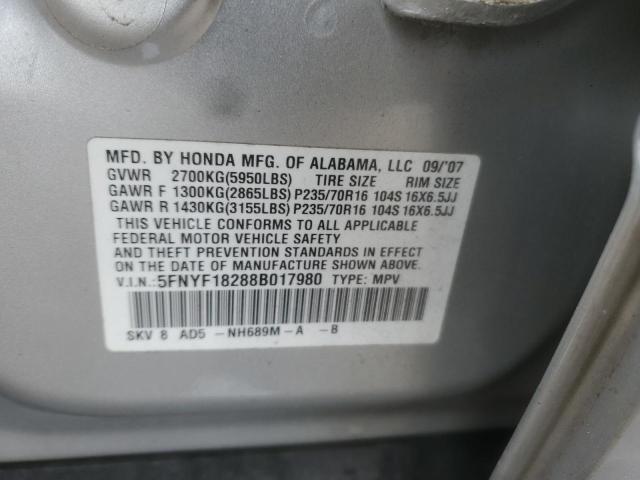 MFD. BY HONDA MFG. OF ALABAMA, LLC 09/'07
GVWR 2700KG(5950LBS) TIRE SIZE RIM SIZE
GAWR F 1300KG(2865LBS) P235/70R16 104S 16X6.5JJ
GAWR R 1430KG(3155LBS) P235/70R16 104S 16X6.5JJ
THIS VEHICLE CONFORMS TO ALL APPLICABLE
FEDERAL MOTOR VEHICLE SAFETY
AND THEFT PREVENTION STANDARDS IN EFFECT
ON THE DATE OF MANUFACTURE SHOWN ABOVE.
V.I.N.: 5FNYF18288B017980 TYPE: MPV
SKV 8 AD5 -NH689M-A -B